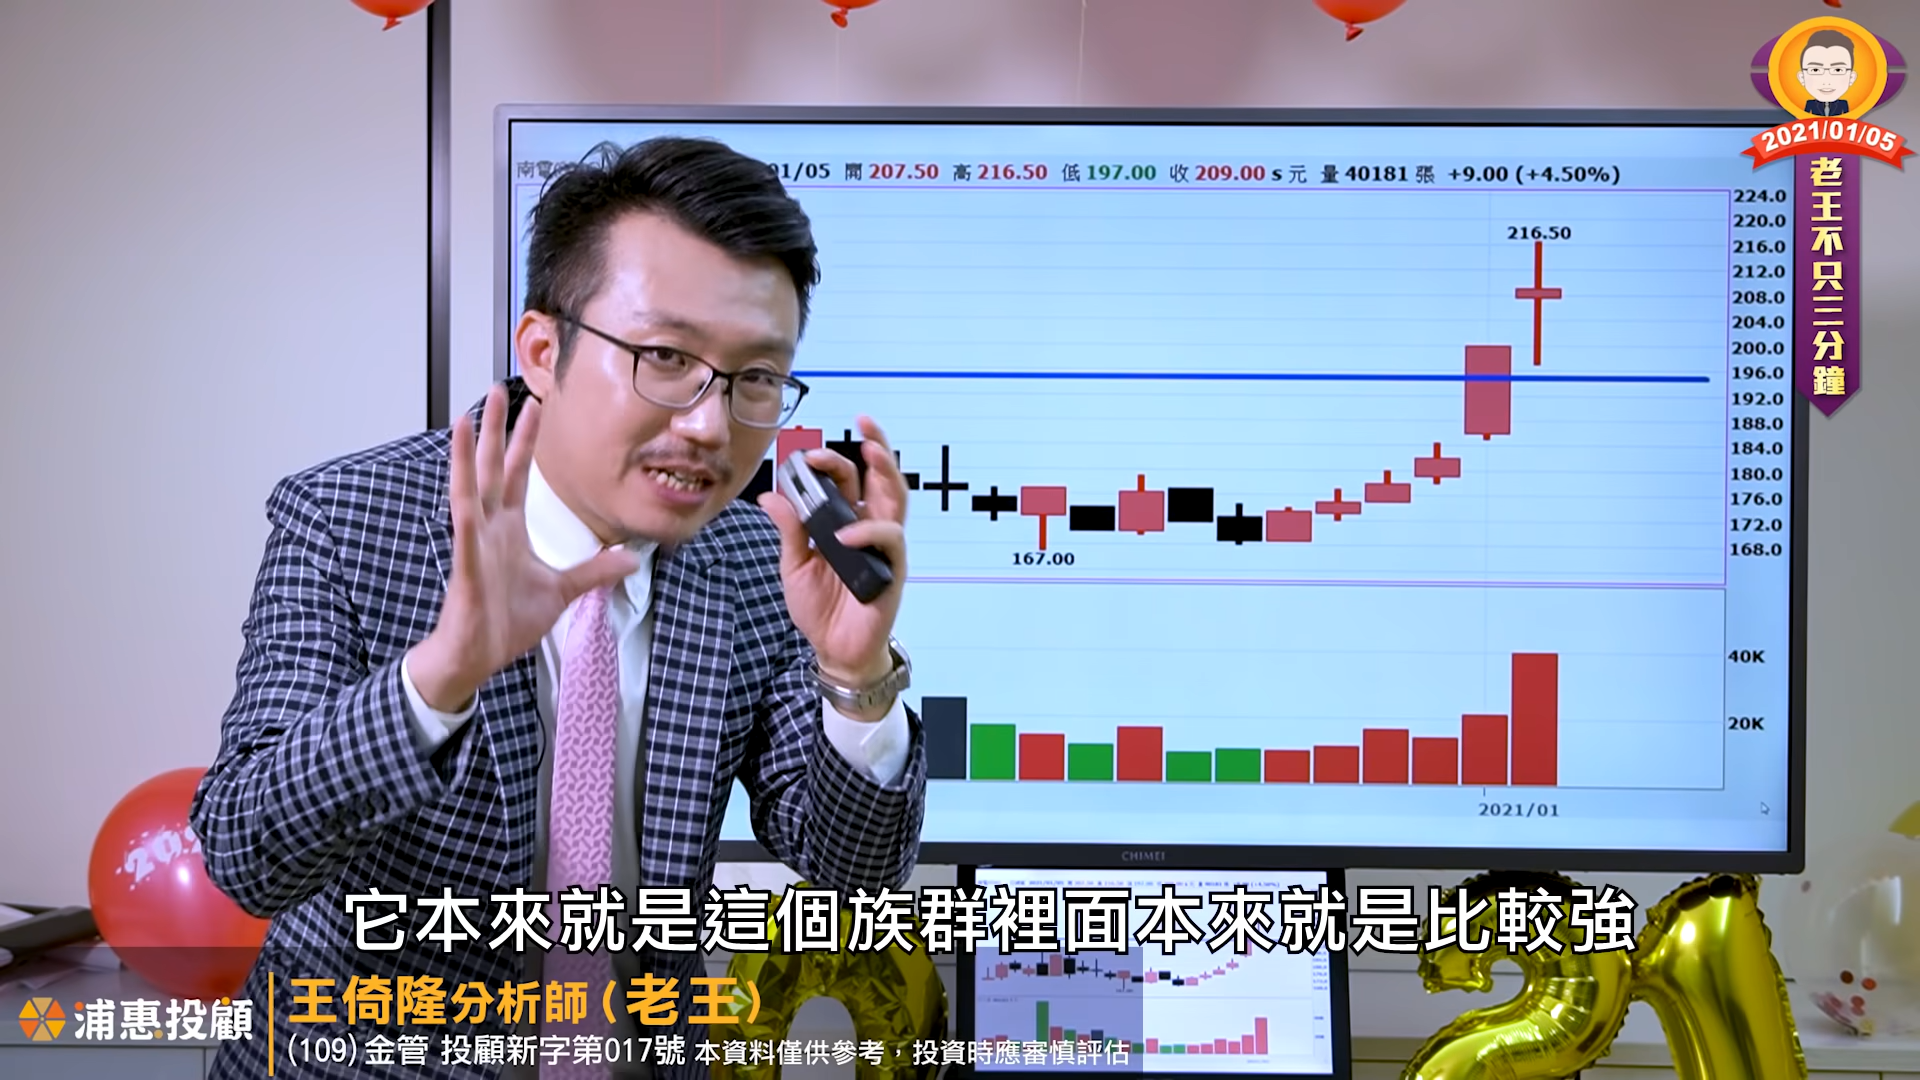 2021/01/05
老王不只三分鐘
南電
01/05 開 207.50 高 216.50 低 197.00 收 209.00 s 元 量 40181 張 +9.00 (+4.50%)
224.0
220.0
216.0
212.0
208.0
204.0
200.0
196.0
192.0
188.0
184.0
180.0
176.0
172.0
168.0
216.50
167.00
40K
20K
2021/01
CHIMEI
202
21
它本來就是這個族群裡面本來就是比較強
浦惠投顧
王倚隆分析師(老王)
(109)金管 投顧新字第017號 本資料僅供參考，投資時應審慎評估